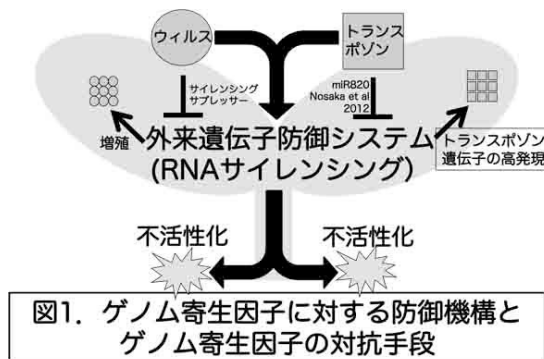 ウィルス
トランス
ポゾン
サイレンシング
サプレッサー
miR820
Nosaka et al
2012
増殖
外来遺伝子防御システム
(RNAサイレンシング)
トランスポゾン
遺伝子の高発現
不活性化
不活性化
図1. ゲノム寄生因子に対する防御機構と
ゲノム寄生因子の対抗手段